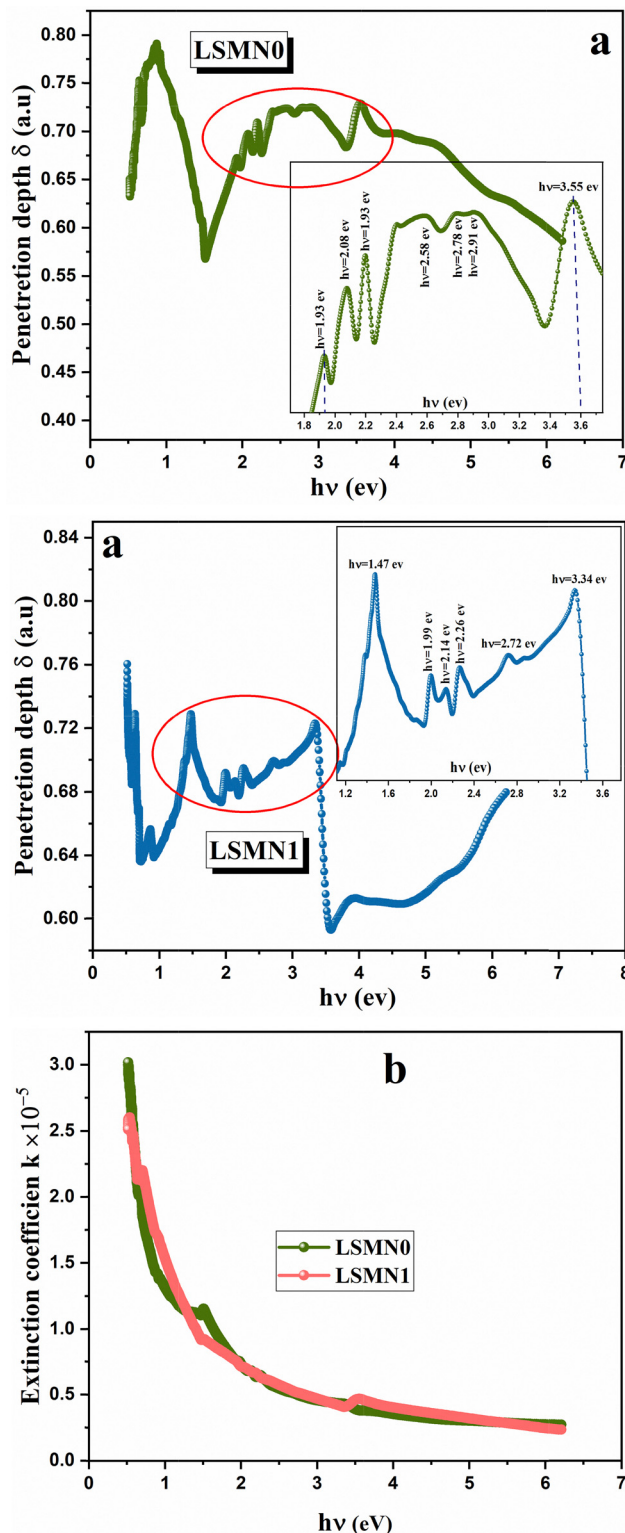 a
LSMN0
Penetretion depth δ (a.u)
0.80
0.75
0.70
0.65
0.60
0.55
0.50
0.45
0.40
hν=1.93 ev
hν=2.08 ev
hν=1.93 ev
hν=2.58 ev
hν=2.78 ev
hν=2.91 ev
hν=3.55 ev
hν (ev)
1.8 2.0 2.2 2.4 2.6 2.8 3.0 3.2 3.4 3.6
0 1 2 3 4 5 6 7
hν (ev)
a
Penetretion depth δ (a.u)
0.84
0.80
0.76
0.72
0.68
0.64
0.60
hν=1.47 ev
hν=1.99 ev
hν=2.14 ev
hν=2.26 ev
hν=2.72 ev
hν=3.34 ev
hν (ev)
1.2 1.6 2.0 2.4 2.8 3.2 3.6
LSMN1
0 1 2 3 4 5 6 7 8
hν (ev)
b
Extinction coefficien k ×10⁻⁵
3.0
2.5
2.0
1.5
1.0
0.5
0.0
LSMN0
LSMN1
0 1 2 3 4 5 6 7
hν (eV)